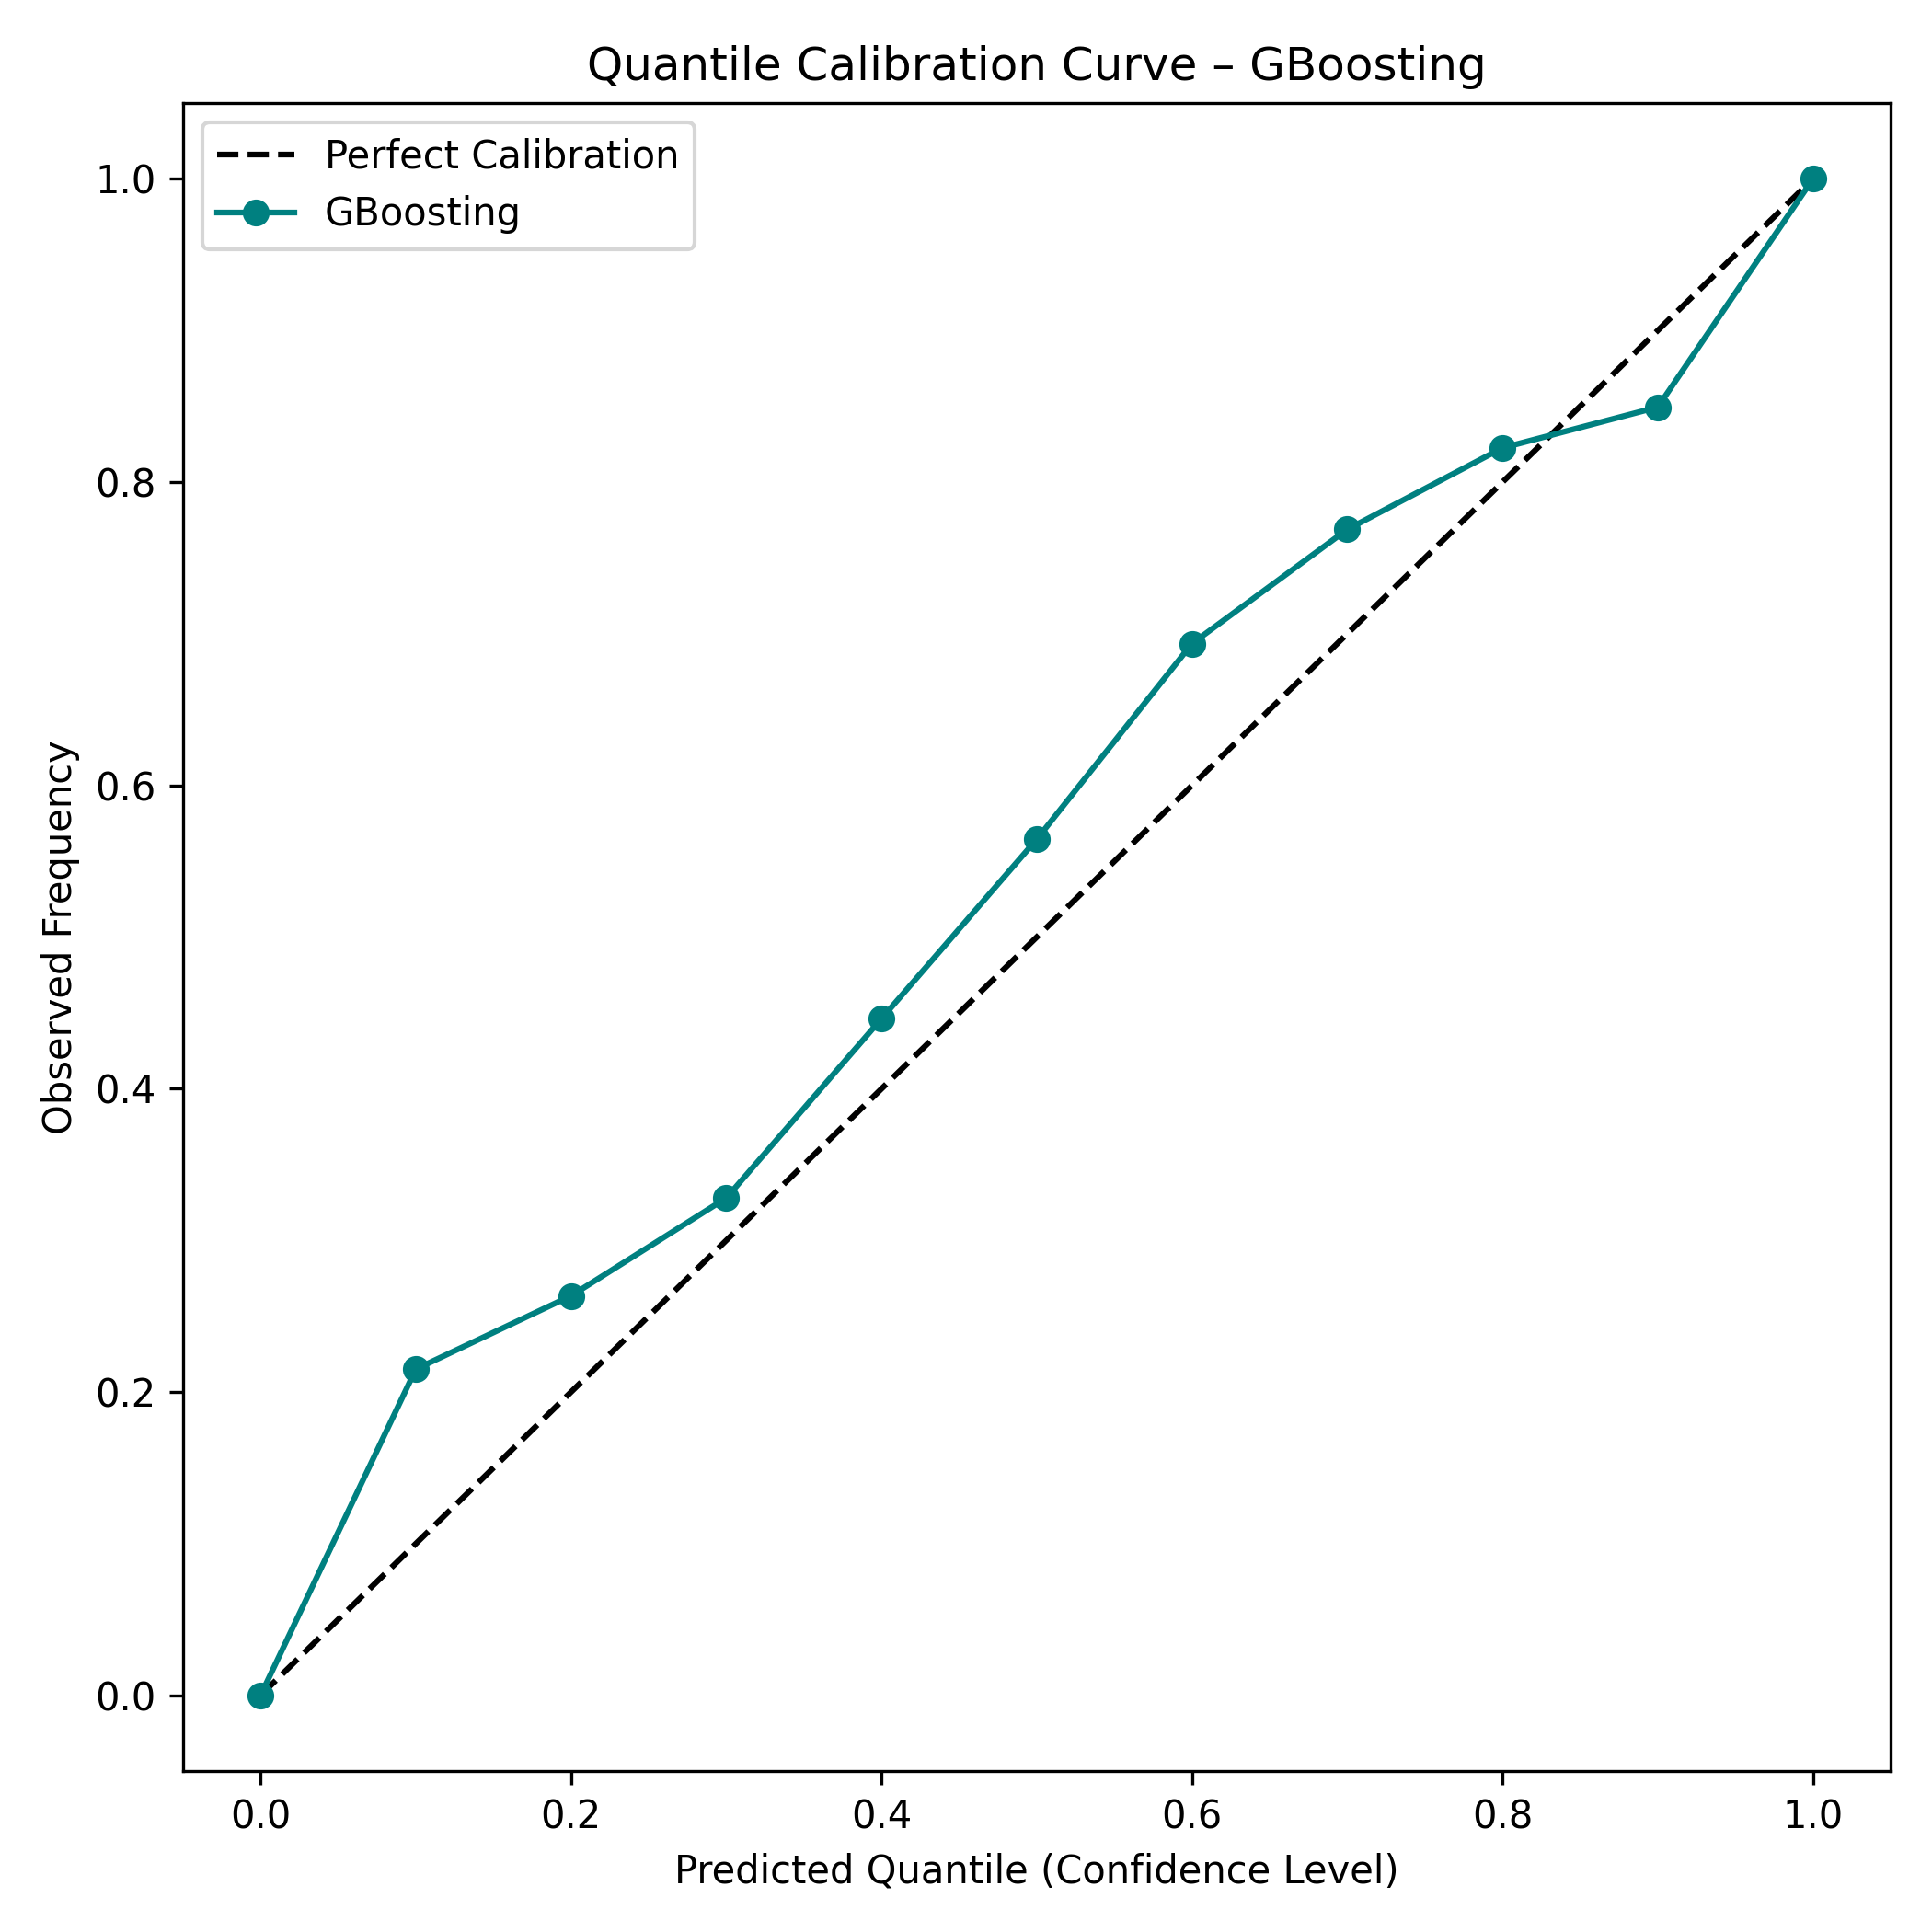 Quantile Calibration Curve – GBoosting
Perfect Calibration
GBoosting
1.0
0.8
0.6
0.4
0.2
0.0
Observed Frequency
0.0 0.2 0.4 0.6 0.8 1.0
Predicted Quantile (Confidence Level)